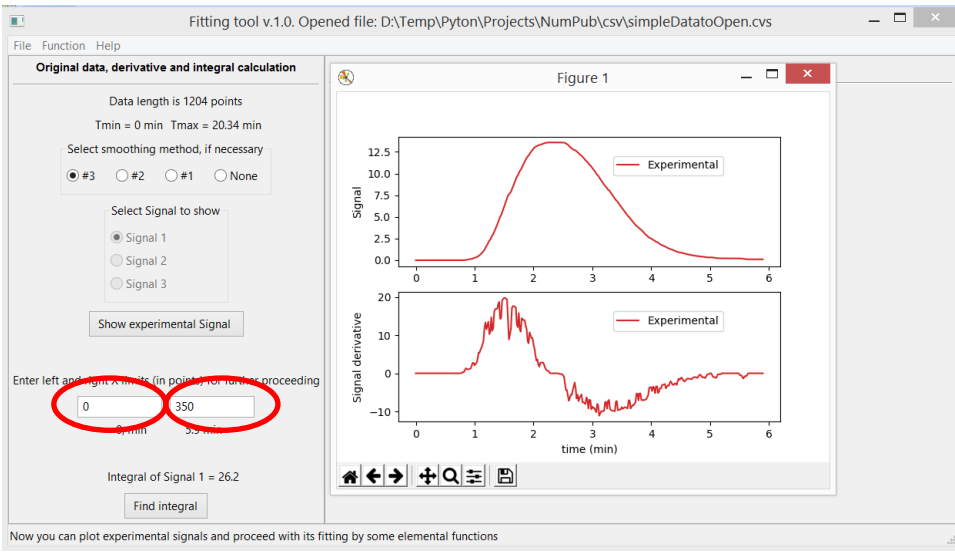 Fitting tool v.1.0. Opened file: D:\Temp\Pyton\Projects\NumPub\csv\simpleDatatoOpen.cvs
File Function Help
Original data, derivative and integral calculation
Data length is 1204 points
Tmin = 0 min Tmax = 20.34 min
Select smoothing method, if necessary
#3 #2 #1 None
Select Signal to show
Signal 1
Signal 2
Signal 3
Show experimental Signal
Enter left and right X limits (in points) for further proceeding
0 350
0, min 5.9 min
Integral of Signal 1 = 26.2
Find integral
Figure 1
12.5
10.0
7.5
5.0
2.5
0.0
Signal
Experimental
0 1 2 3 4 5 6
20
10
0
−10
Signal derivative
Experimental
0 1 2 3 4 5 6
time (min)
Now you can plot experimental signals and proceed with its fitting by some elemental functions